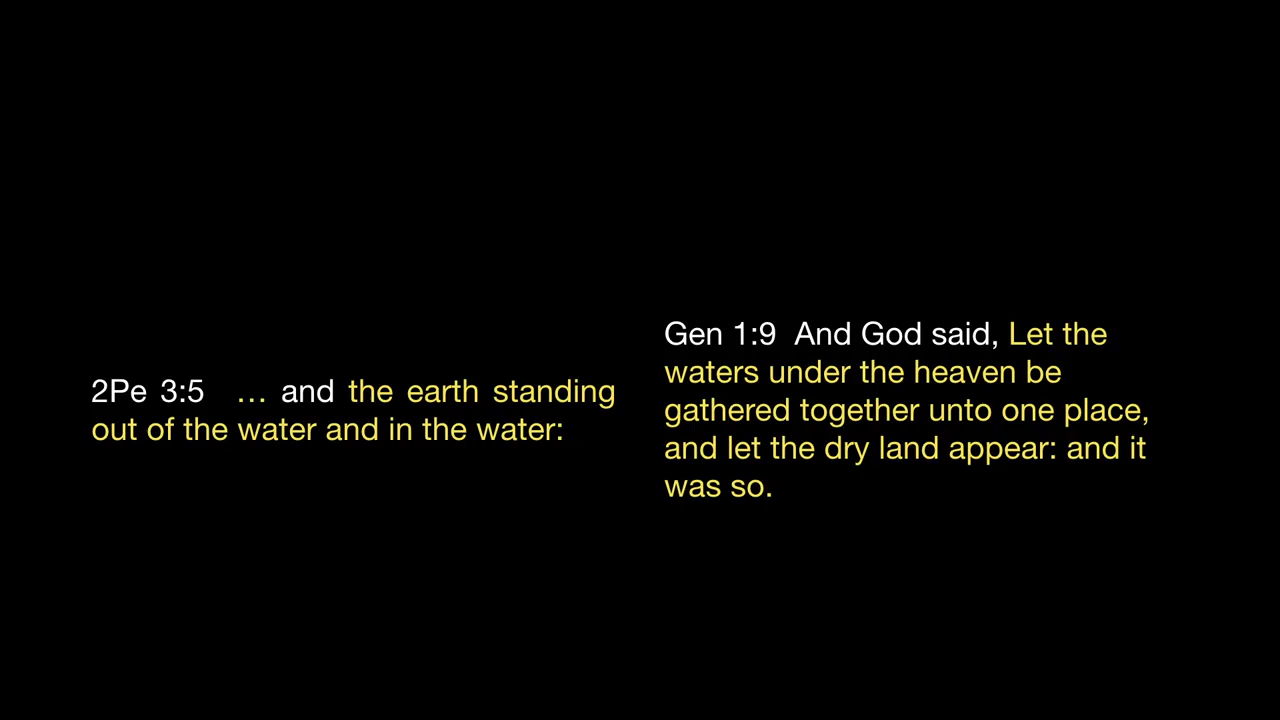 2Pe 3:5 … and the earth standing
out of the water and in the water:
Gen 1:9 And God said, Let the
waters under the heaven be
gathered together unto one place,
and let the dry land appear: and it
was so.